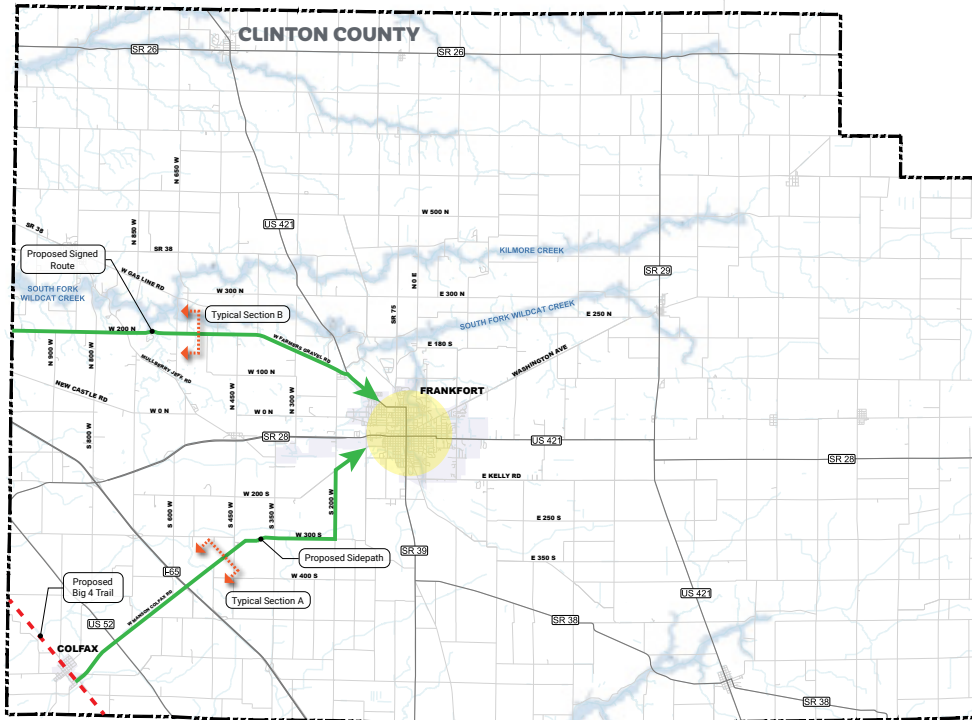 CLINTON COUNTY
SR 26
SR 26
N 650 W
W 500 N
N 850 W
US 421
SR 38
SR 38
KILMORE CREEK
Proposed Signed
Route
W GAS LINE RD
SR 29
N 0 E
SOUTH FORK
WILDCAT CREEK
W 300 N
E 300 N
SOUTH FORK WILDCAT CREEK
E 250 N
SR 75
Typical Section B
W 200 N
W FARMERS GRAVEL RD
E 180 S
WASHINGTON AVE
N 900 W
N 800 W
MULLBERRY JEFF RD
W 100 N
NEW CASTLE RD
N 450 W
N 300 W
FRANKFORT
W 0 N
W 0 N
S 800 W
SR 28
US 421
SR 28
E KELLY RD
W 200 S
S 600 W
S 450 W
S 350 W
S 200 W
E 250 S
W 300 S
Proposed Sidepath
SR 39
E 350 S
I-65
W 400 S
Proposed
Big 4 Trail
W MANSON COLFAX RD
Typical Section A
US 421
US 52
SR 38
COLFAX
SR 38